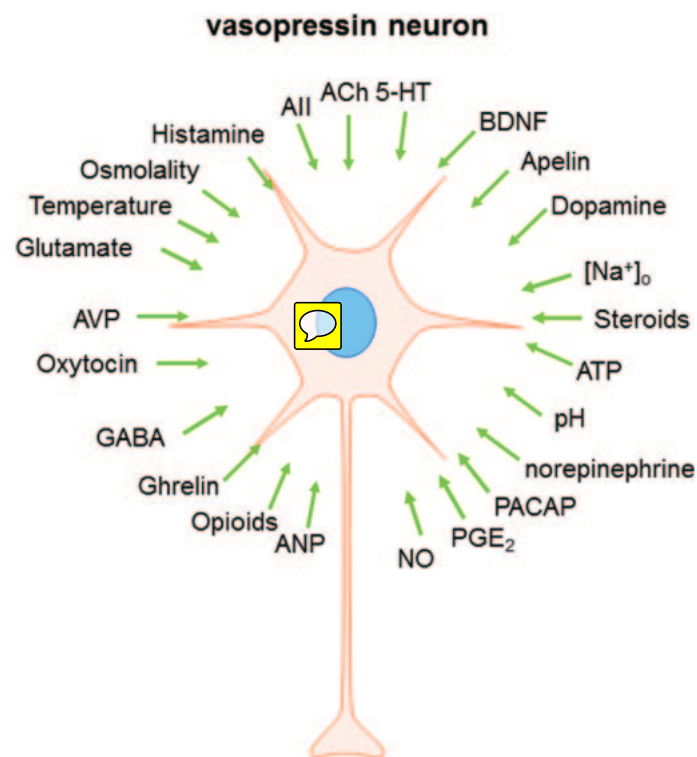 vasopressin neuron
ACh 5-HT
AII
BDNF
Histamine
Apelin
Osmolality
Temperature
Dopamine
Glutamate
[Na⁺]ₒ
AVP
Steroids
Oxytocin
ATP
pH
GABA
norepinephrine
Ghrelin
PACAP
Opioids
PGE₂
ANP
NO